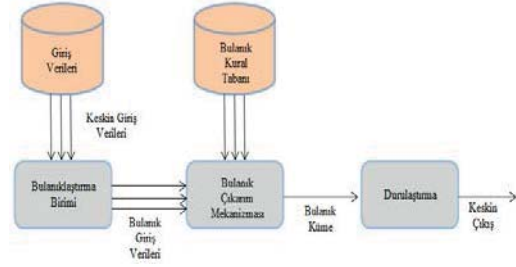 Giriş
Verileri
Bulanık
Kural
Tabanı
Keskin Giriş
Verileri
Bulanıklaştırma
Birimi
Bulanık
Çıkarım
Mekanizması
Durulaştırma
Bulanık
Giriş
Verileri
Bulanık
Küme
Keskin
Çıkış